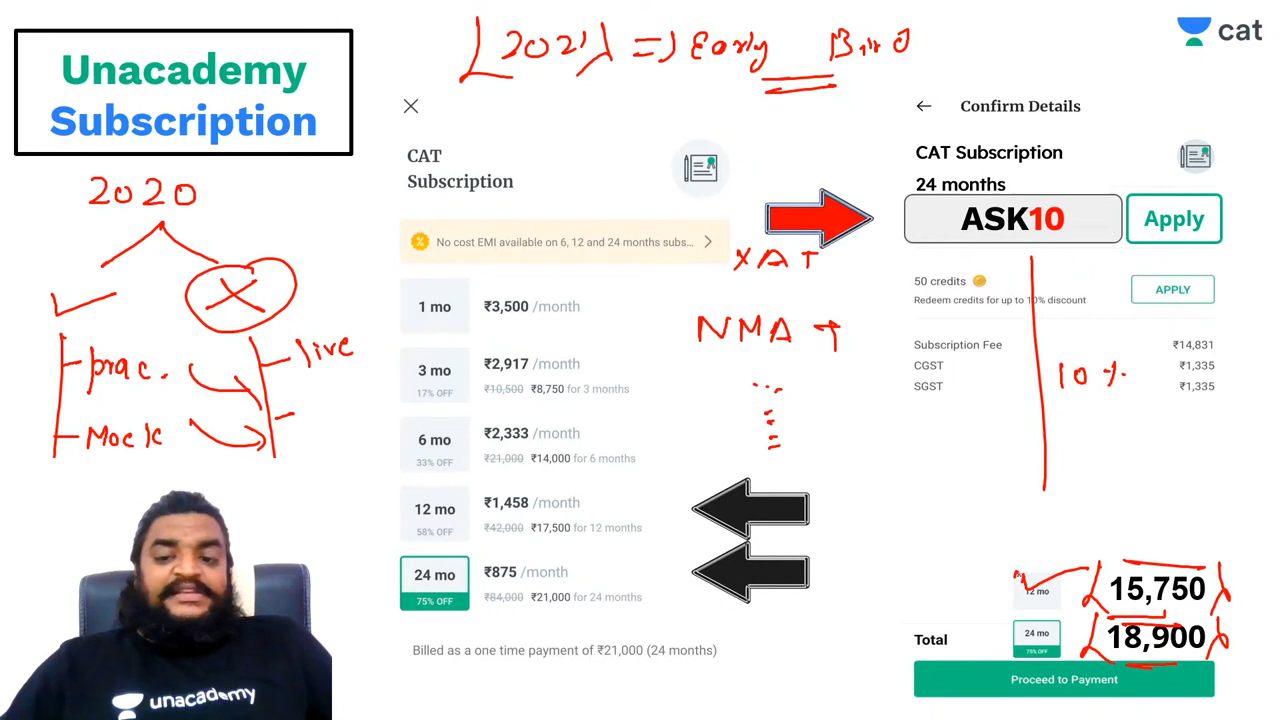 Unacademy
Subscription
2020
prac.
Mock
live
2021 => Early Bird
CAT
Subscription
No cost EMI available on 6, 12 and 24 months subs...
1 mo ₹3,500 /month
3 mo ₹2,917 /month
17% OFF ₹10,500 ₹8,750 for 3 months
6 mo ₹2,333 /month
33% OFF ₹21,000 ₹14,000 for 6 months
12 mo ₹1,458 /month
58% OFF ₹42,000 ₹17,500 for 12 months
24 mo ₹875 /month
75% OFF ₹84,000 ₹21,000 for 24 months
Billed as a one time payment of ₹21,000 (24 months)
XAT
NMAT
cat
Confirm Details
CAT Subscription
24 months
ASK10 Apply
50 credits
Redeem credits for up to 10% discount
APPLY
Subscription Fee ₹14,831
CGST ₹1,335
SGST ₹1,335
10%
12 mo 15,750
Total 24 mo 18,900
75% OFF
Proceed to Payment
unacademy